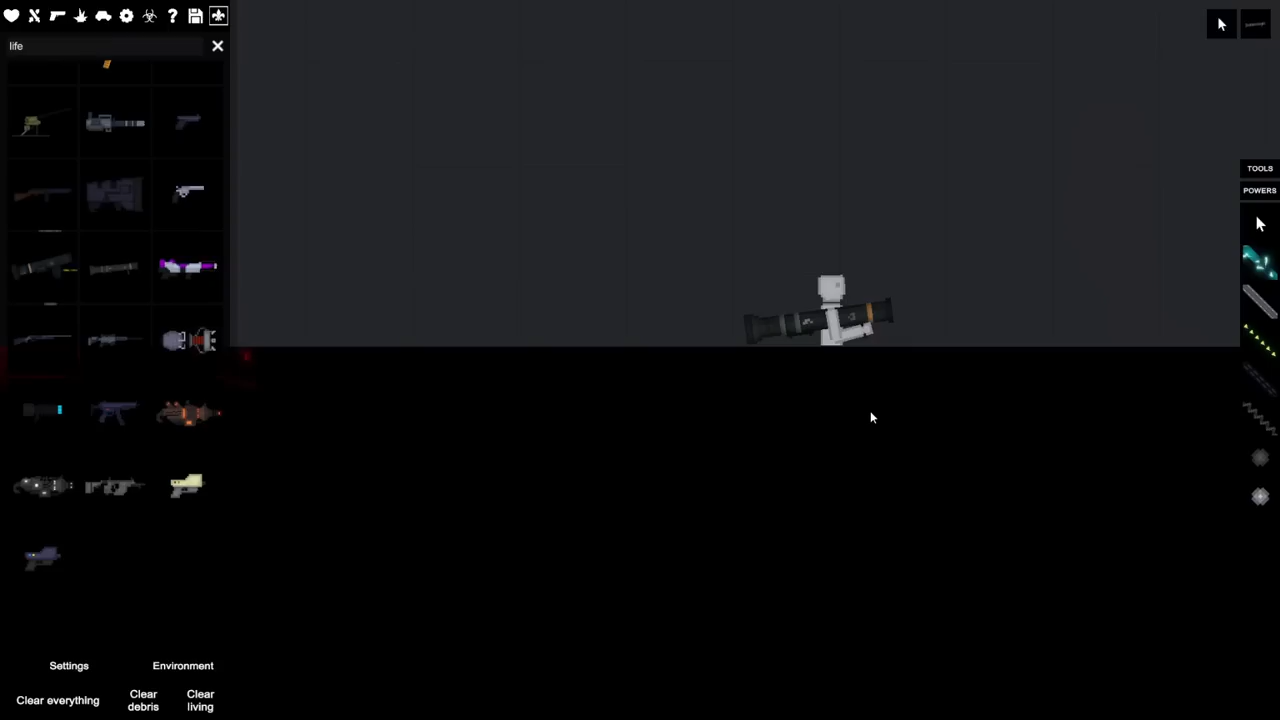 life
TOOLS
POWERS
Settings
Environment
Clear everything
Clear
debris
Clear
living